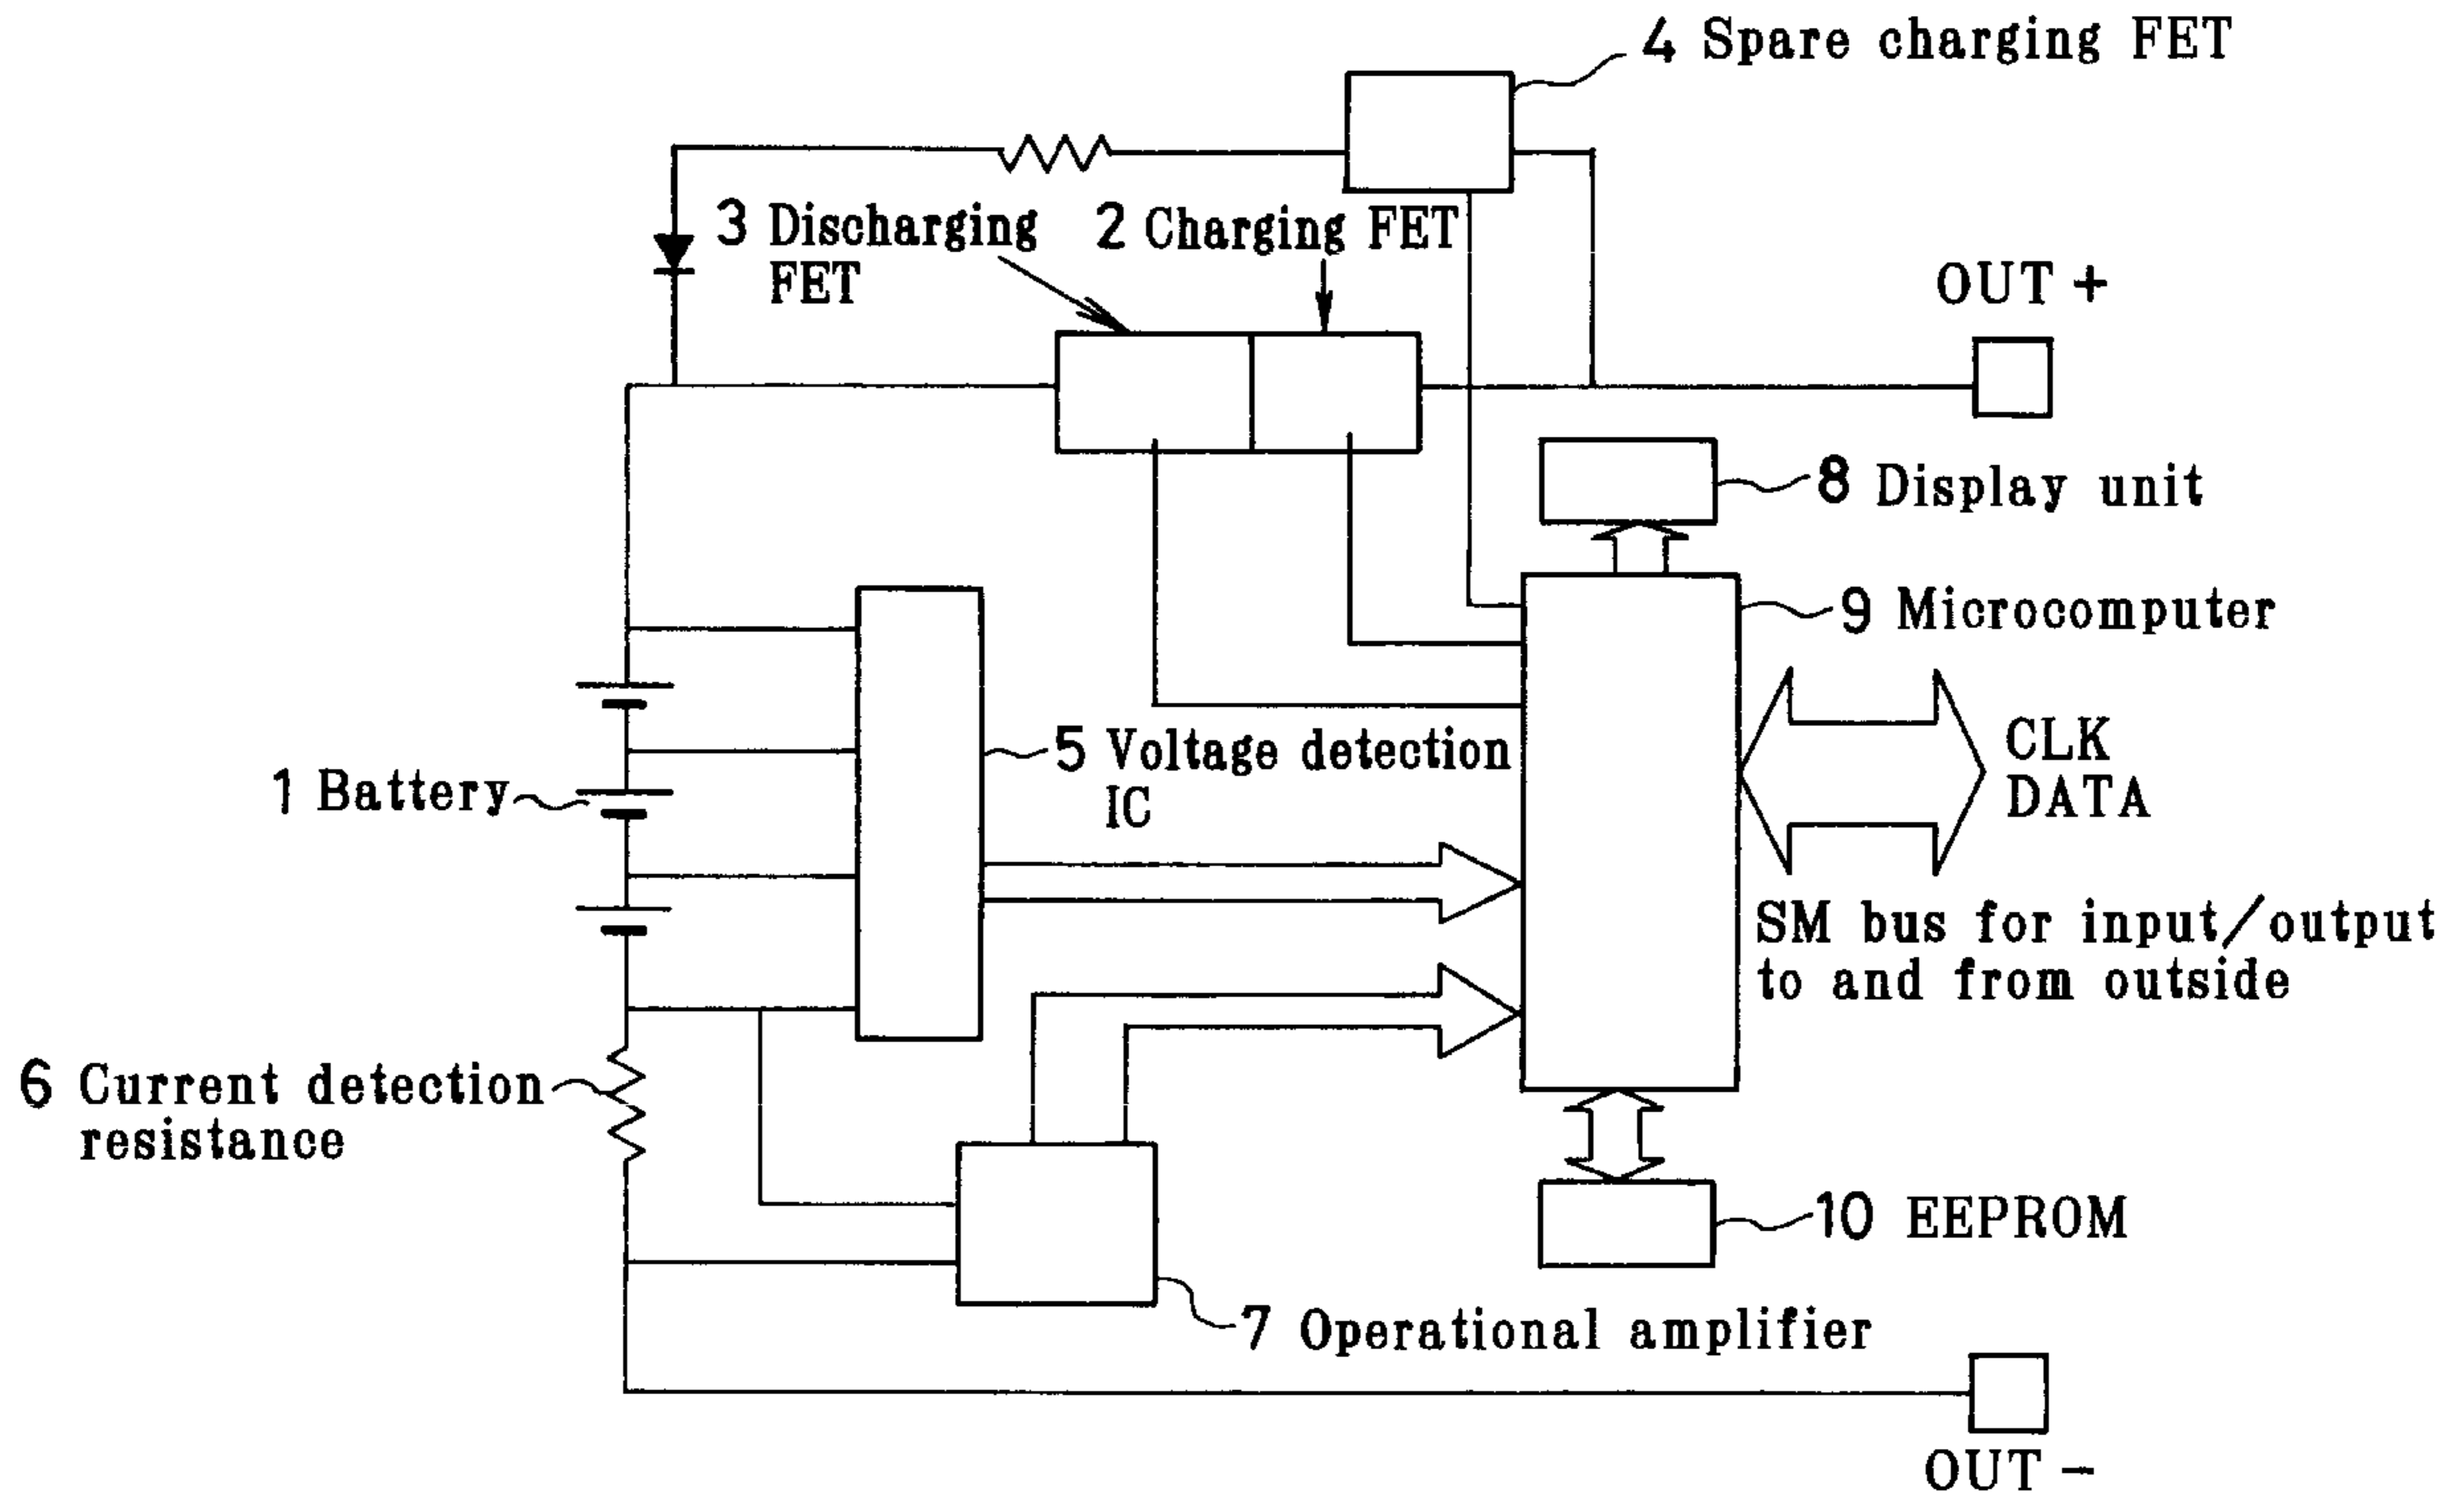 4 Spare charging FET
3 Discharging
FET
2 Charging FET
OUT +
8 Display unit
9 Microcomputer
5 Voltage detection
IC
1 Battery
CLK
DATA
SM bus for input/output
to and from outside
6 Current detection
resistance
10 EEPROM
7 Operational amplifier
OUT -